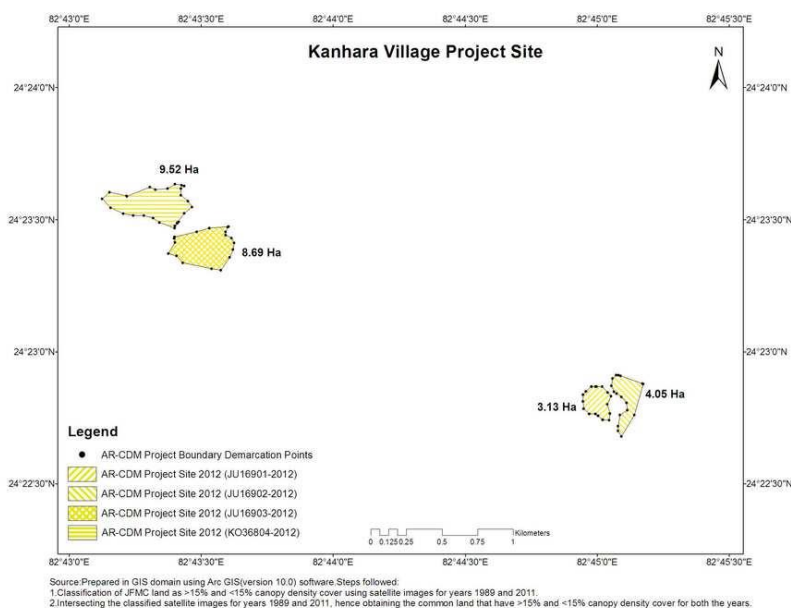 82°43'0"E 82°43'30"E 82°44'0"E 82°44'30"E 82°45'0"E 82°45'30"E
Kanhara Village Project Site
N
24°24'0"N 24°24'0"N
9.52 Ha
24°23'30"N 24°23'30"N
8.69 Ha
24°23'0"N 24°23'0"N
3.13 Ha 4.05 Ha
Legend
AR-CDM Project Boundary Demarcation Points
AR-CDM Project Site 2012 (JU16901-2012)
AR-CDM Project Site 2012 (JU16902-2012)
AR-CDM Project Site 2012 (JU16903-2012)
AR-CDM Project Site 2012 (KO36804-2012)
24°22'30"N 24°22'30"N
Kilometers
0 0.125 0.25 0.5 0.75 1
82°43'0"E 82°43'30"E 82°44'0"E 82°44'30"E 82°45'0"E 82°45'30"E
Source:Prepared in GIS domain using Arc GIS(version 10.0) software.Steps followed:
1.Classification of JFMC land as >15% and <15% canopy density cover using satellite images for years 1989 and 2011.
2.Intersecting the classified satellite images for years 1989 and 2011, hence obtaining the common land that have >15% and <15% canopy density cover for both the years.